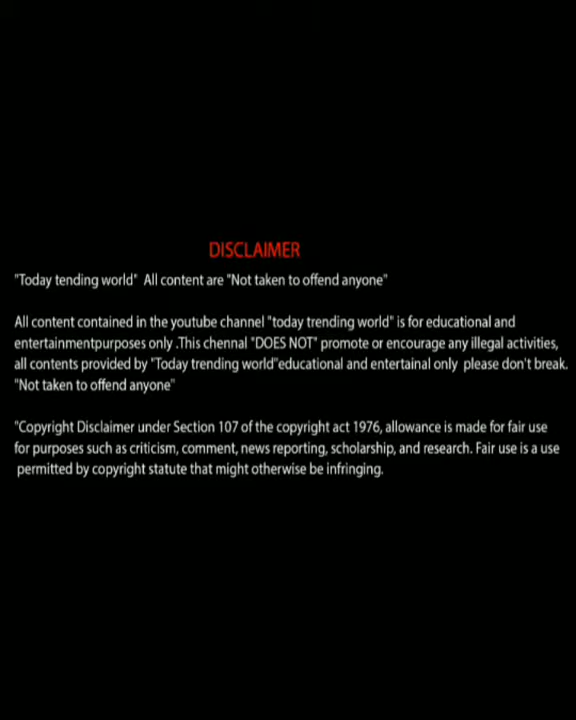 DISCLAIMER
"Today tending world"  All content are "Not taken to offend anyone"
All content contained in the youtube channel "today trending world" is for educational and
entertainmentpurposes only .This chennal "DOES NOT" promote or encourage any illegal activities,
all contents provided by "Today trending world"educational and entertainal only  please don't break.
"Not taken to offend anyone"
"Copyright Disclaimer under Section 107 of the copyright act 1976, allowance is made for fair use
for purposes such as criticism, comment, news reporting, scholarship, and research. Fair use is a use
permitted by copyright statute that might otherwise be infringing.